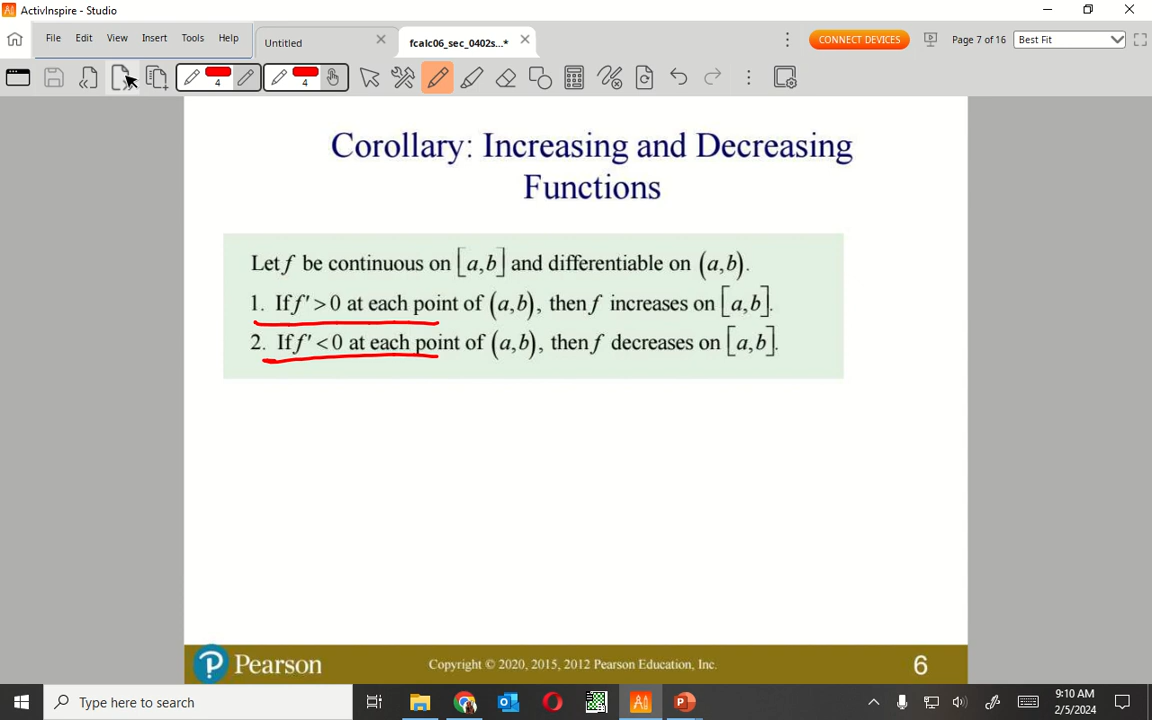 ActivInspire - Studio
File Edit View Insert Tools Help
Untitled
fcalc06_sec_0402s...*
CONNECT DEVICES
Page 7 of 16
Best Fit
4
4
Corollary: Increasing and Decreasing
Functions
Let f be continuous on [a,b] and differentiable on (a,b).
1. If f′ > 0 at each point of (a,b), then f increases on [a,b].
2. If f′ < 0 at each point of (a,b), then f decreases on [a,b].
P Pearson
Copyright © 2020, 2015, 2012 Pearson Education, Inc.
6
Type here to search
9:10 AM
2/5/2024